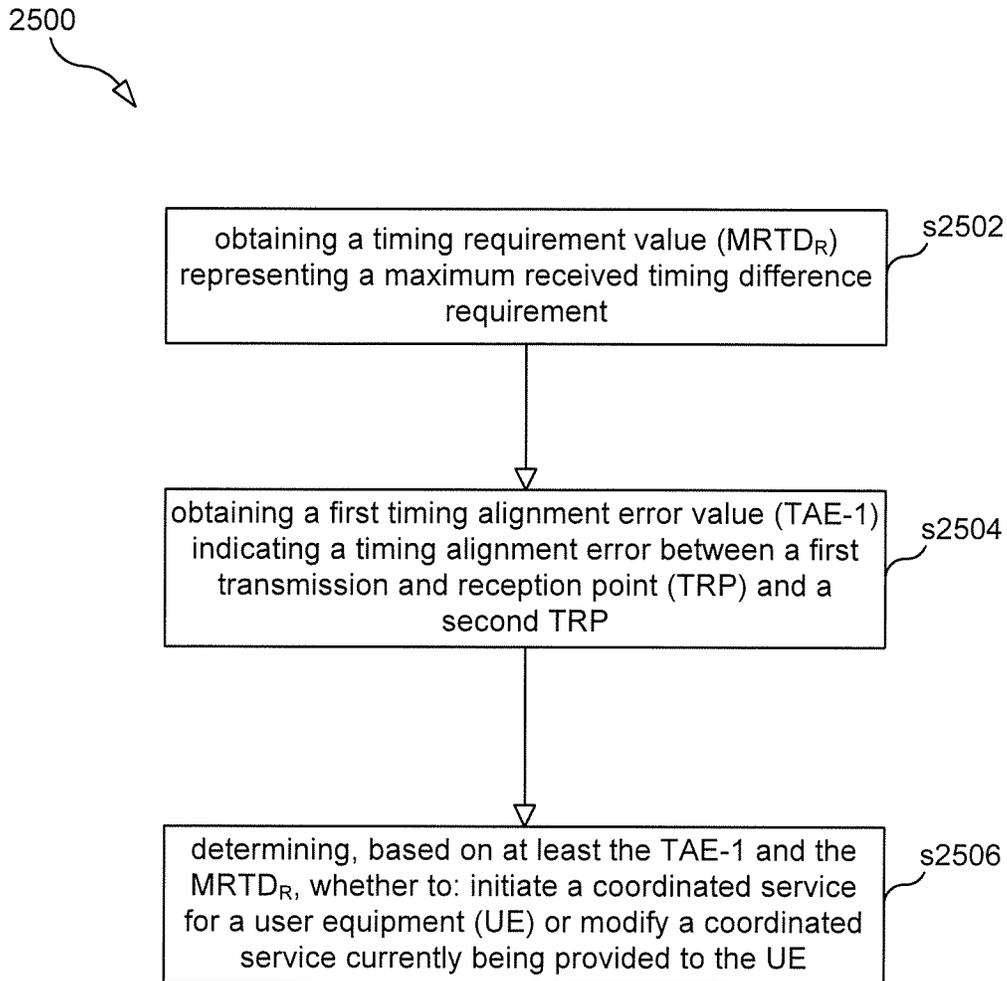 2500
obtaining a timing requirement value (MRTD_R)
representing a maximum received timing difference
requirement
s2502
obtaining a first timing alignment error value (TAE-1)
indicating a timing alignment error between a first
transmission and reception point (TRP) and a
second TRP
s2504
determining, based on at least the TAE-1 and the
MRTD_R, whether to: initiate a coordinated service
for a user equipment (UE) or modify a coordinated
service currently being provided to the UE
s2506